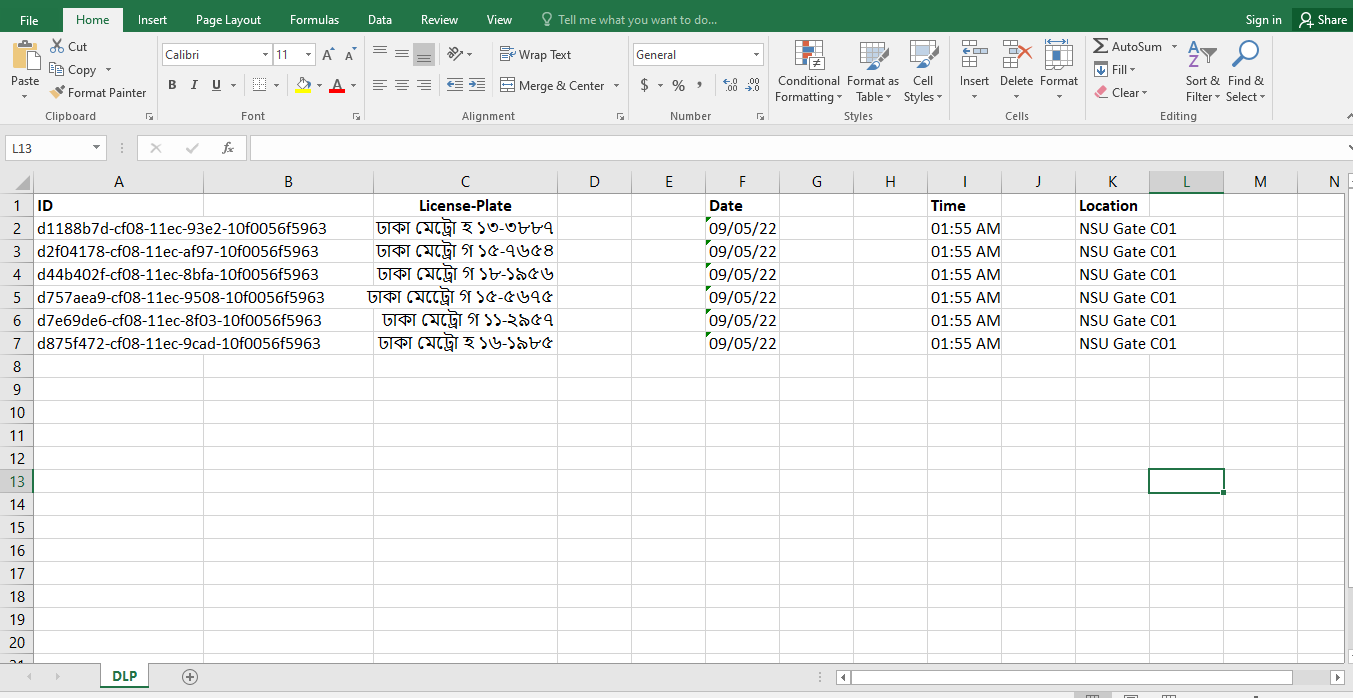 File Home Insert Page Layout Formulas Data Review View Tell me what you want to do... Sign in Share
Paste Cut Copy Format Painter Clipboard
Calibri 11 B I U Font
Wrap Text Merge & Center Alignment
General $ % , Number
Conditional Formatting Format as Table Cell Styles Styles
Insert Delete Format Cells
AutoSum Fill Clear Sort & Filter Find & Select Editing
L13 fx
A B C D E F G H I J K L M N
1 ID License-Plate Date Time Location
2 d1188b7d-cf08-11ec-93e2-10f0056f5963 ঢাকা মেট্রো হ ১৩-৩৮৮৭ 09/05/22 01:55 AM NSU Gate C01
3 d2f04178-cf08-11ec-af97-10f0056f5963 ঢাকা মেট্রো গ ১৫-৭৬৫৪ 09/05/22 01:55 AM NSU Gate C01
4 d44b402f-cf08-11ec-8bfa-10f0056f5963 ঢাকা মেট্রো গ ১৮-১৯৫৬ 09/05/22 01:55 AM NSU Gate C01
5 d757aea9-cf08-11ec-9508-10f0056f5963 ঢাকা মেট্রো গ ১৫-৫৬৭৫ 09/05/22 01:55 AM NSU Gate C01
6 d7e69de6-cf08-11ec-8f03-10f0056f5963 ঢাকা মেট্রো গ ১১-২৯৫৭ 09/05/22 01:55 AM NSU Gate C01
7 d875f472-cf08-11ec-9cad-10f0056f5963 ঢাকা মেট্রো হ ১৬-১৯৮৫ 09/05/22 01:55 AM NSU Gate C01
8
9
10
11
12
13
14
15
16
17
18
19
20
DLP